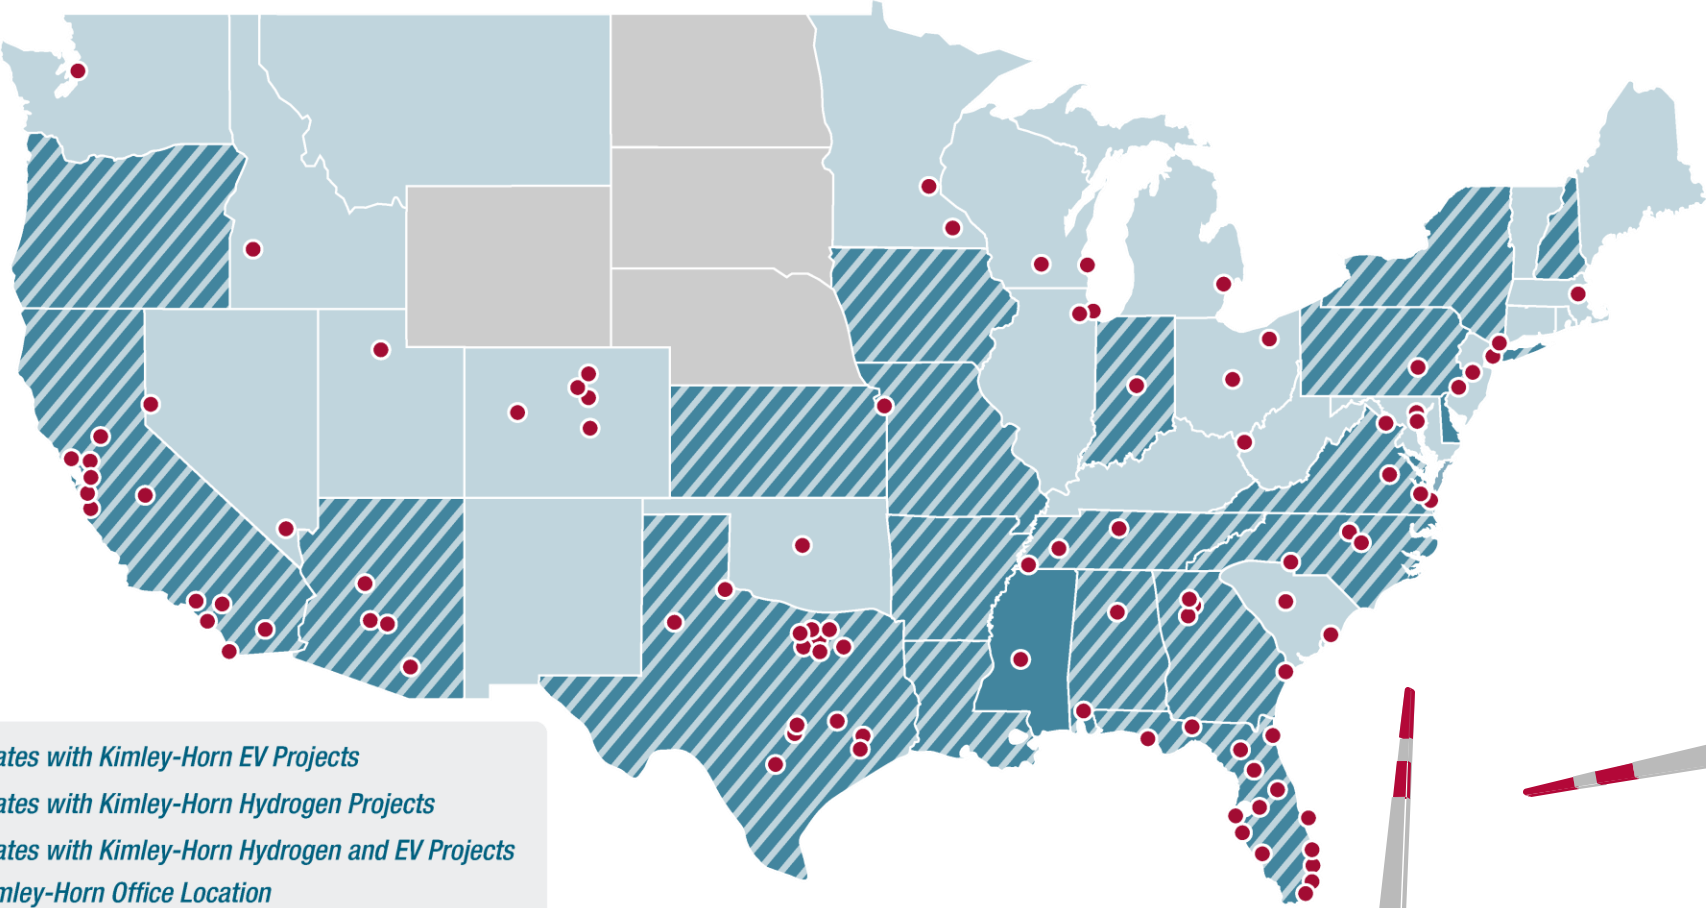 ates with Kimley-Horn EV Projects
ates with Kimley-Horn Hydrogen Projects
ates with Kimley-Horn Hydrogen and EV Projects
mley-Horn Office Location